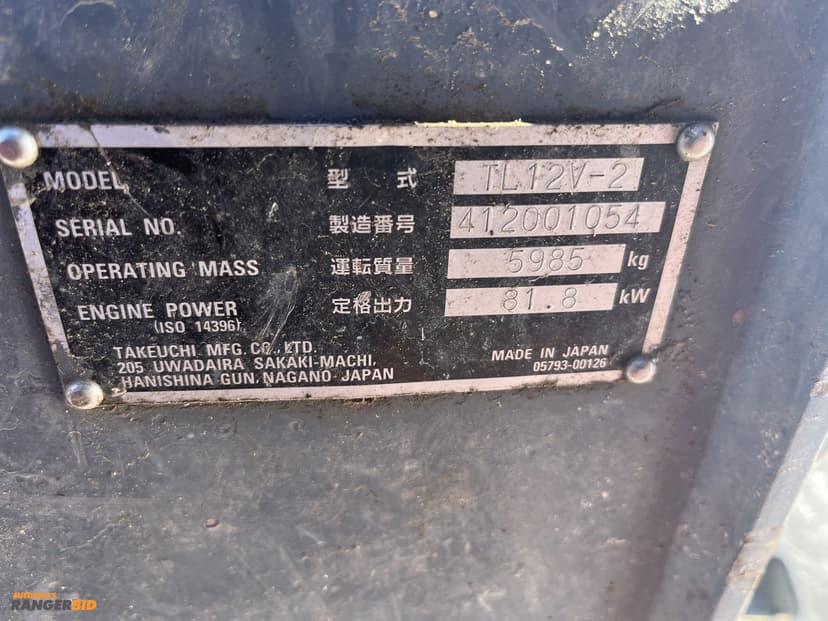 MODEL 型式 TL12V-2
SERIAL NO. 製造番号 412001054
OPERATING MASS 運転質量 5985 kg
ENGINE POWER 定格出力 81.8 kW
(ISO 14396)
TAKEUCHI MFG. CO., LTD.
205 UWADAIRA SAKAKI-MACHI,
HANISHINA GUN, NAGANO JAPAN
MADE IN JAPAN
05793-00126
RANGERBID